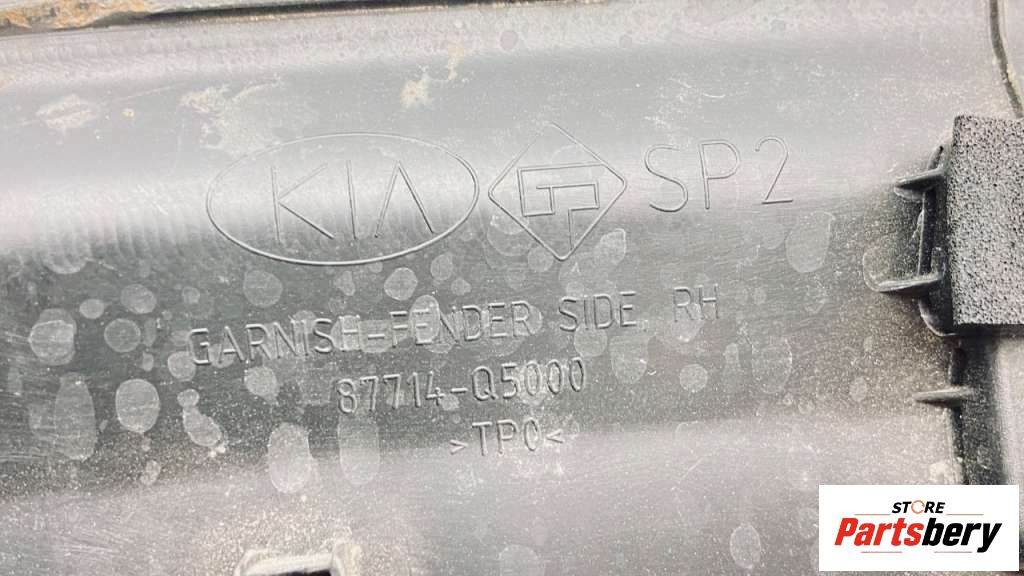 KIA SP2
GARNISH-FENDER SIDE, RH
87714-Q5000
>TPO<
STORE
Partsbery